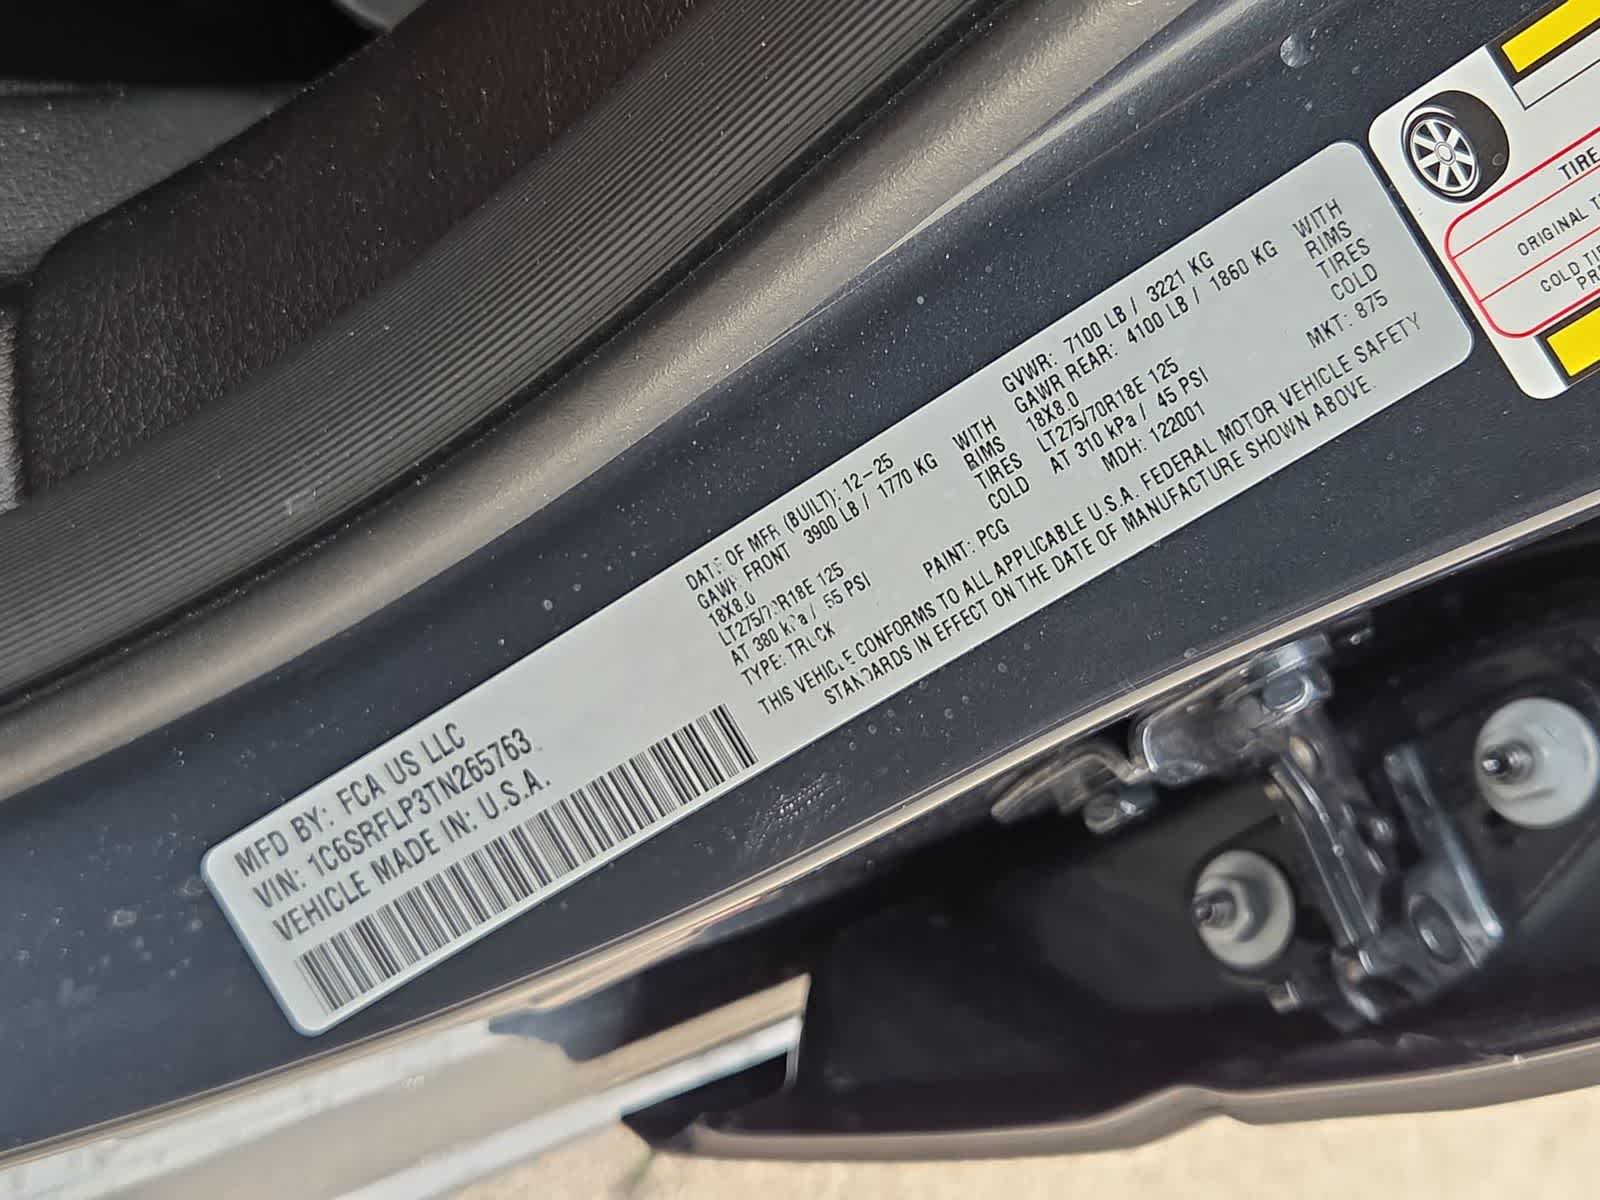 MFD BY: FCA US LLC
VIN: 1C6SRFLP3TN265763
VEHICLE MADE IN: U.S.A.
DATE OF MFR (BUILT): 12-25
GAWR FRONT 3900 LB / 1770 KG WITH
18X8.0 RIMS
LT275/70R18E 125 TIRES
AT 380 kPa / 55 PSI COLD
TYPE: TRUCK PAINT: PCG
GVWR: 7100 LB / 3221 KG
GAWR REAR: 4100 LB / 1860 KG WITH
18X8.0 RIMS
LT275/70R18E 125 TIRES
AT 310 kPa / 45 PSI COLD
MDH: 122001 MKT: 875
THIS VEHICLE CONFORMS TO ALL APPLICABLE U.S.A. FEDERAL MOTOR VEHICLE SAFETY
STANDARDS IN EFFECT ON THE DATE OF MANUFACTURE SHOWN ABOVE.
TIRE
ORIGINAL
COLD